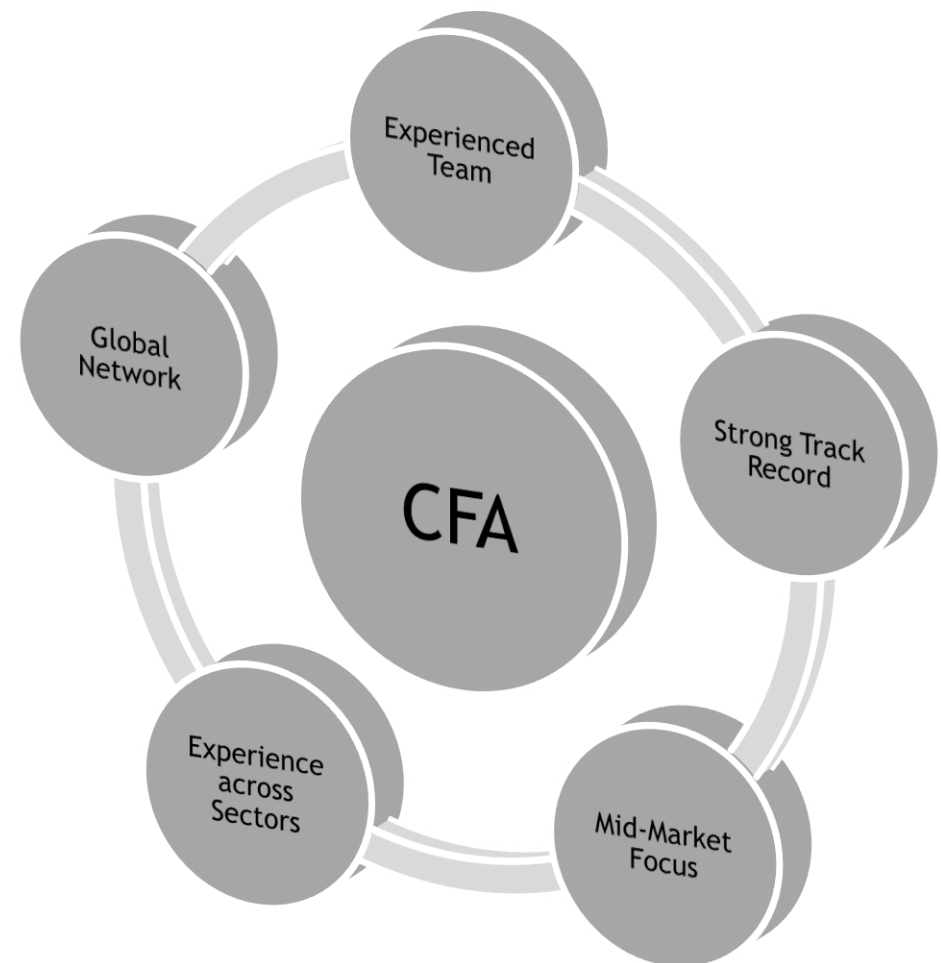 Experienced
Team
Global
Network
Strong Track
Record
CFA
Experience
across
Sectors
Mid-Market
Focus